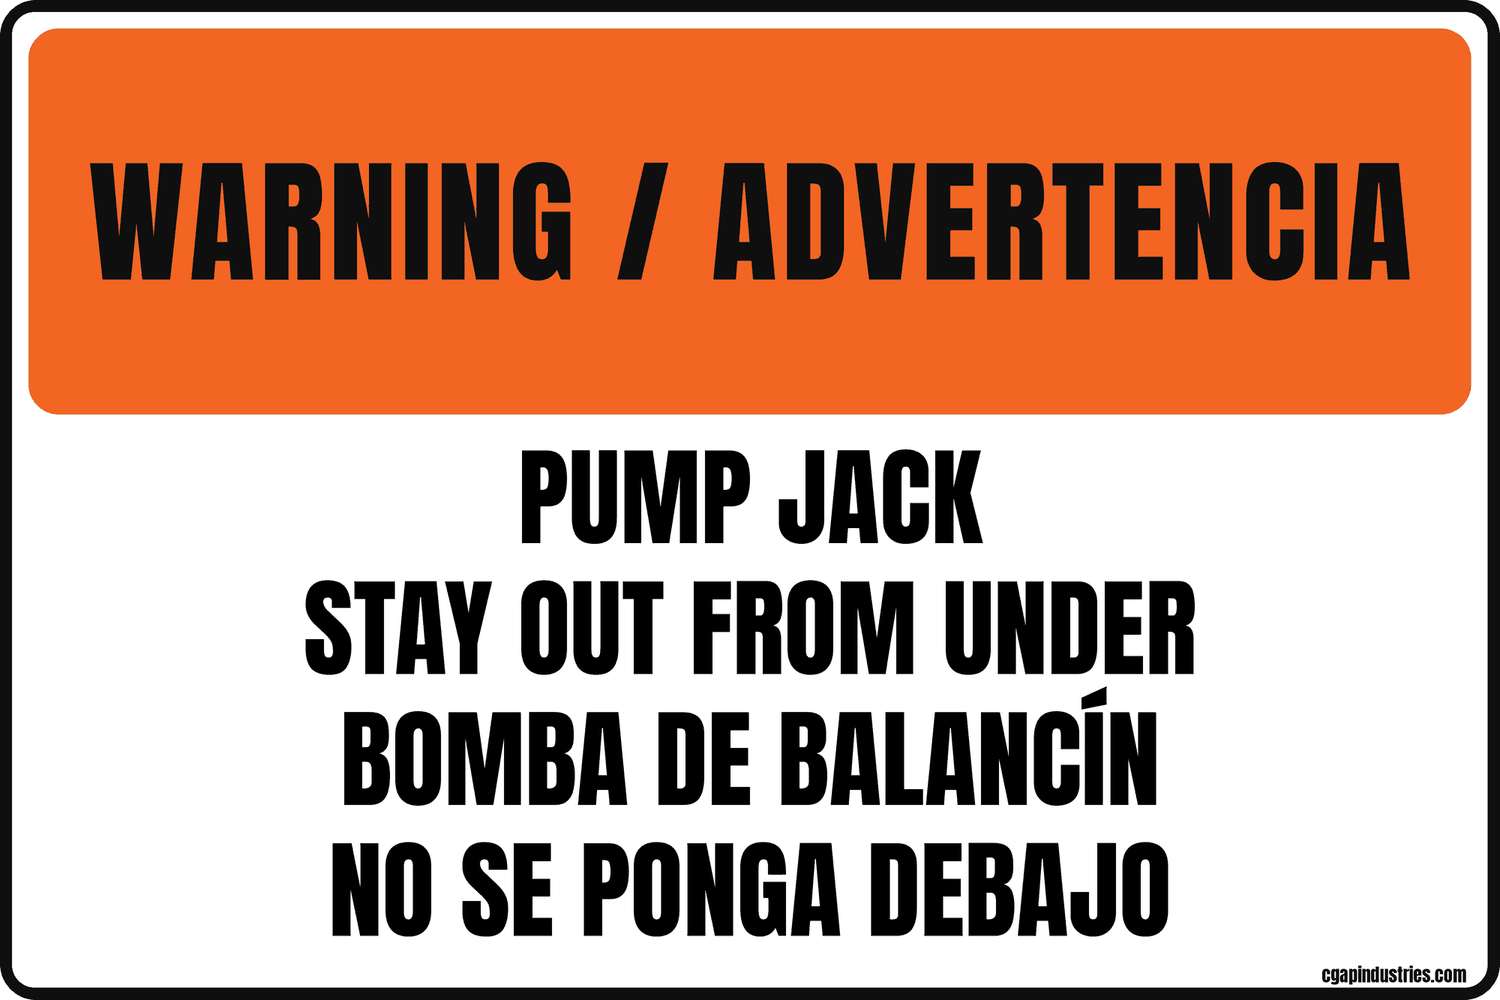 WARNING / ADVERTENCIA
PUMP JACK
STAY OUT FROM UNDER
BOMBA DE BALANCÍN
NO SE PONGA DEBAJO
cgapindustries.com